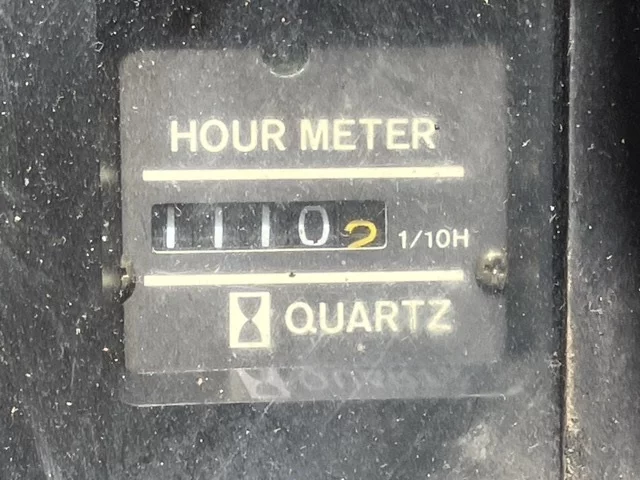 HOUR METER
11102 1/10H
QUARTZ